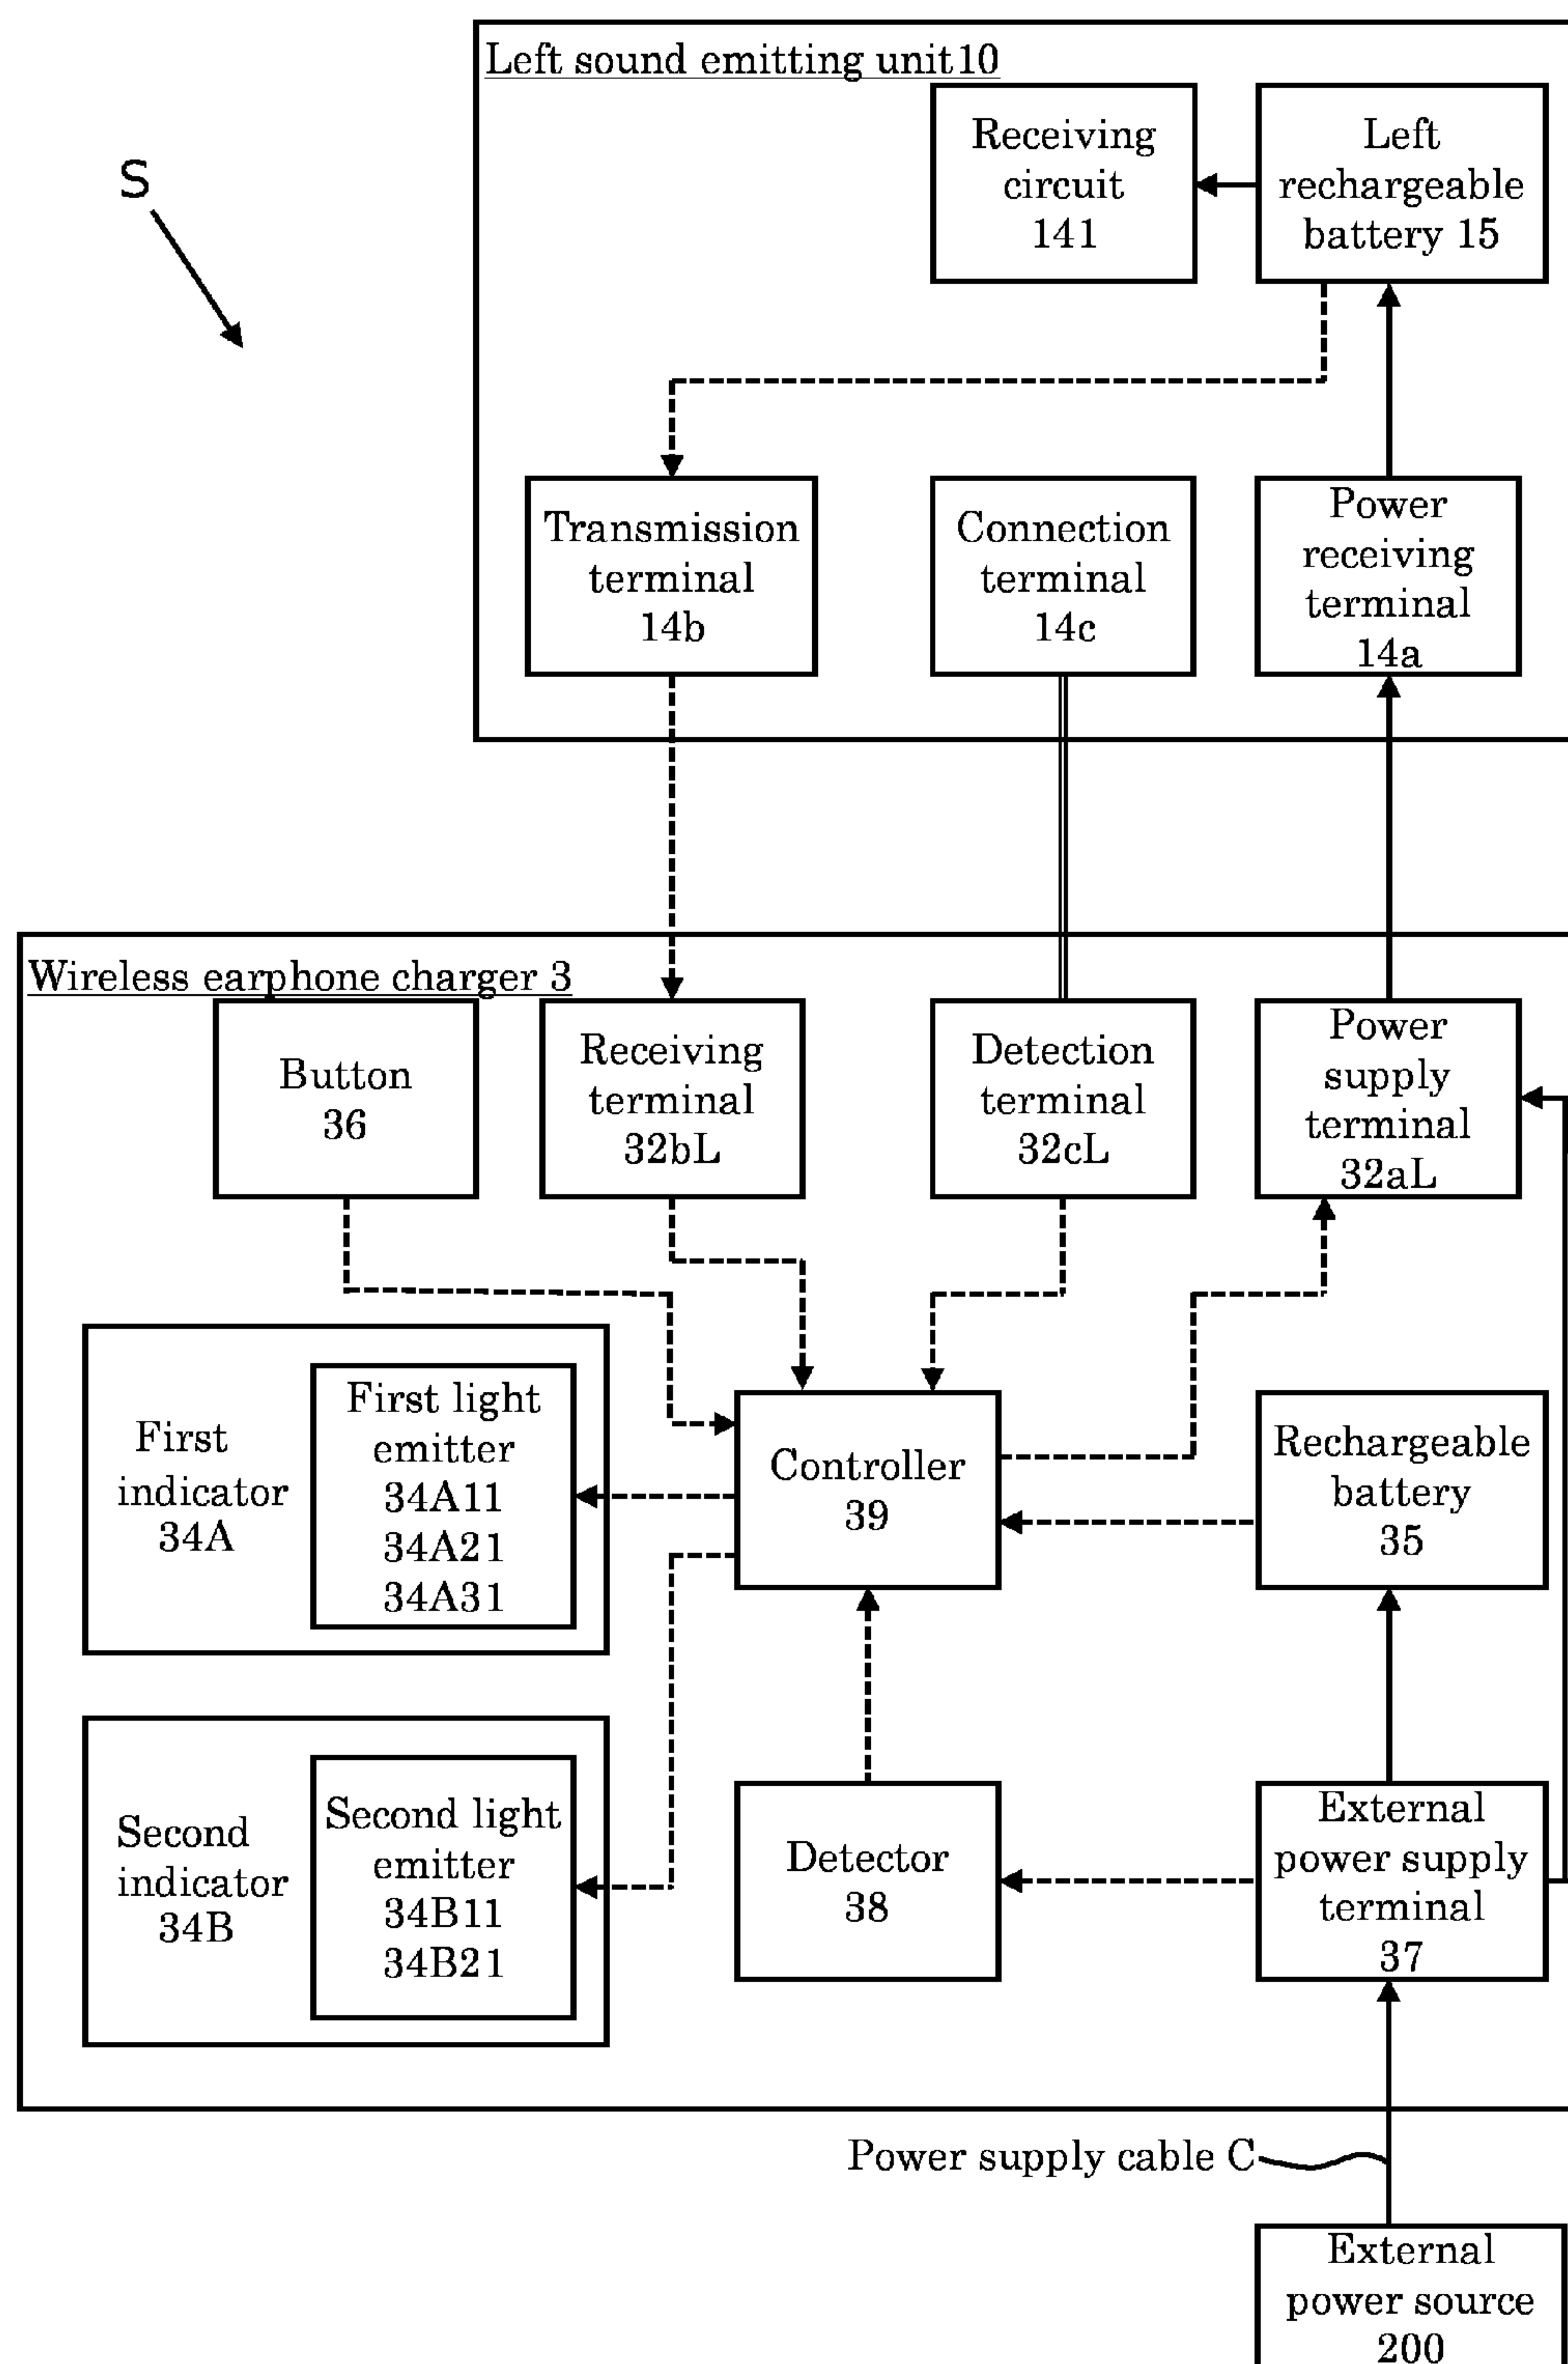 Left sound emitting unit10
Receiving
circuit
141
Left
rechargeable
battery 15
S
Transmission
terminal
14b
Connection
terminal
14c
Power
receiving
terminal
14a
Wireless earphone charger 3
Button
36
Receiving
terminal
32bL
Detection
terminal
32cL
Power
supply
terminal
32aL
First
indicator
34A
First light
emitter
34A11
34A21
34A31
Controller
39
Rechargeable
battery
35
Second
indicator
34B
Second light
emitter
34B11
34B21
Detector
38
External
power supply
terminal
37
Power supply cable C
External
power source
200